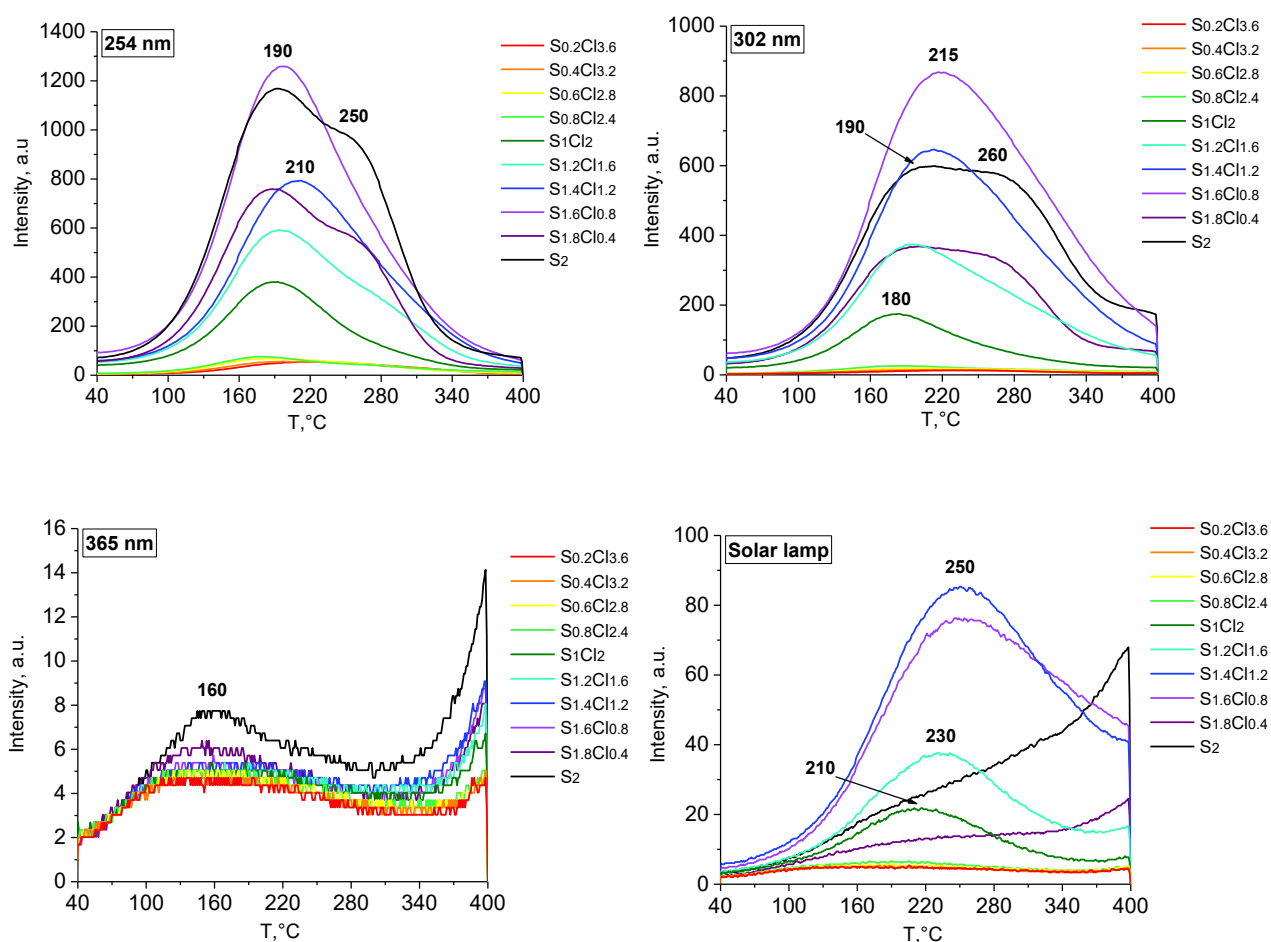 254 nm
1400
1200
1000
800
600
400
200
0
Intensity, a.u
190
250
210
40 100 160 220 280 340 400
T,°C
S0.2Cl3.6
S0.4Cl3.2
S0.6Cl2.8
S0.8Cl2.4
S1Cl2
S1.2Cl1.6
S1.4Cl1.2
S1.6Cl0.8
S1.8Cl0.4
S2
302 nm
1000
800
600
400
200
0
Intensity, a.u.
215
190
260
180
40 100 160 220 280 340 400
T,°C
S0.2Cl3.6
S0.4Cl3.2
S0.6Cl2.8
S0.8Cl2.4
S1Cl2
S1.2Cl1.6
S1.4Cl1.2
S1.6Cl0.8
S1.8Cl0.4
S2
365 nm
16
14
12
10
8
6
4
2
0
Intensity, a.u.
160
40 100 160 220 280 340 400
T,°C
S0.2Cl3.6
S0.4Cl3.2
S0.6Cl2.8
S0.8Cl2.4
S1Cl2
S1.2Cl1.6
S1.4Cl1.2
S1.6Cl0.8
S1.8Cl0.4
S2
Solar lamp
100
80
60
40
20
0
Intensity, a.u.
250
230
210
40 100 160 220 280 340 400
T,°C
S0.2Cl3.6
S0.4Cl3.2
S0.6Cl2.8
S0.8Cl2.4
S1Cl2
S1.2Cl1.6
S1.4Cl1.2
S1.6Cl0.8
S1.8Cl0.4
S2